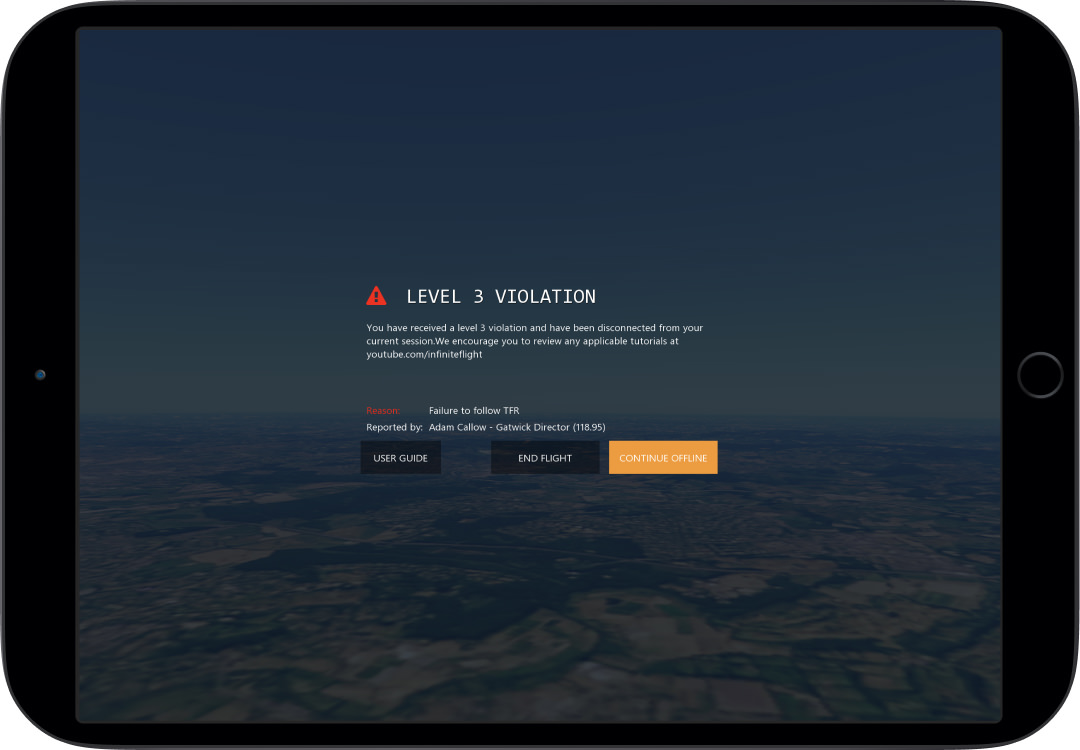 LEVEL 3 VIOLATION
You have received a level 3 violation and have been disconnected from your
current session.We encourage you to review any applicable tutorials at
youtube.com/infiniteflight
Reason: Failure to follow TFR
Reported by: Adam Callow - Gatwick Director (118.95)
USER GUIDE END FLIGHT CONTINUE OFFLINE